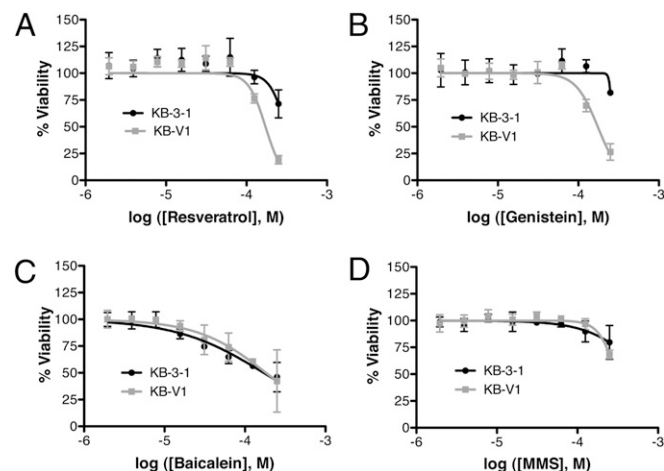 A
150
125
100
75
50
25
0
% Viability
KB-3-1
KB-V1
-6 -5 -4 -3
log ([Resveratrol], M)
B
150
125
100
75
50
25
0
% Viability
KB-3-1
KB-V1
-6 -5 -4 -3
log ([Genistein], M)
C
150
125
100
75
50
25
0
% Viability
KB-3-1
KB-V1
-6 -5 -4 -3
log ([Baicalein], M)
D
150
125
100
75
50
25
0
% Viability
KB-3-1
KB-V1
-6 -5 -4 -3
log ([MMS], M)